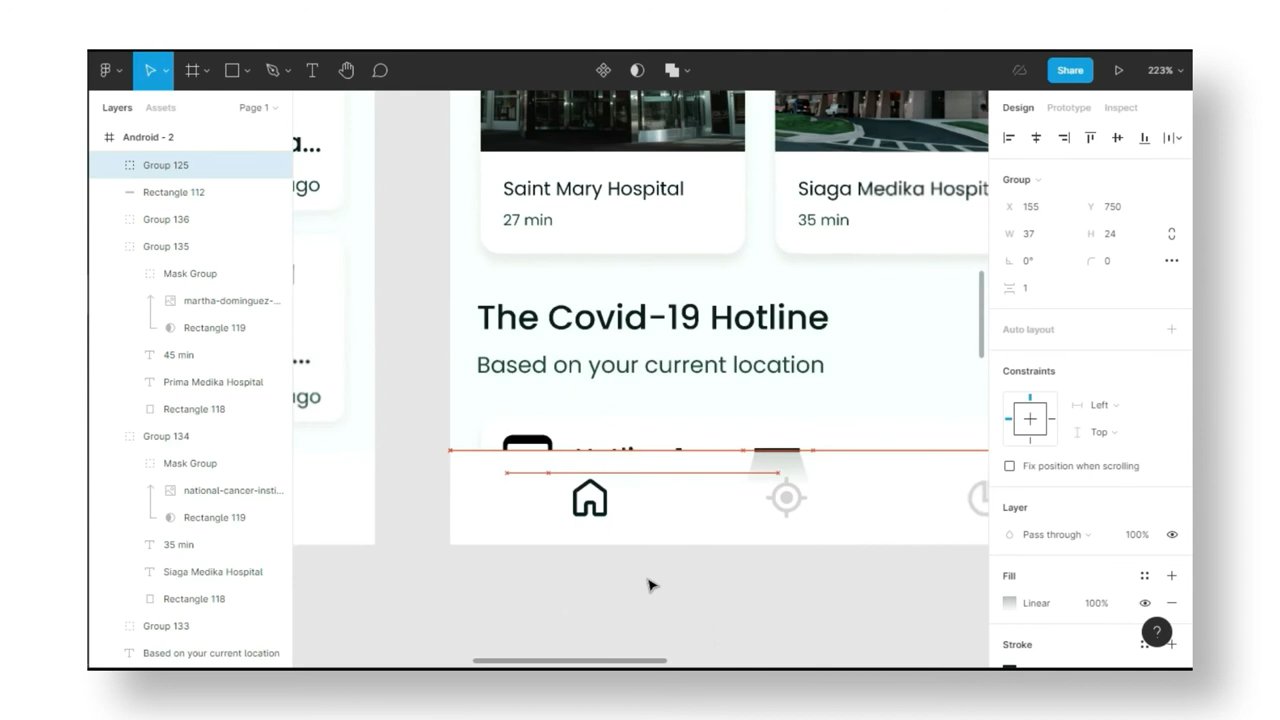 Share
223%
Layers
Assets
Page 1
Android - 2
Group 125
Rectangle 112
Group 136
Group 135
Mask Group
martha-dominguez-...
Rectangle 119
45 min
Prima Medika Hospital
Rectangle 118
Group 134
Mask Group
national-cancer-insti...
Rectangle 119
35 min
Siaga Medika Hospital
Rectangle 118
Group 133
Based on your current location
a...
ago
...
ago
Saint Mary Hospital
27 min
Siaga Medika Hospit
35 min
The Covid-19 Hotline
Based on your current location
Design
Prototype
Inspect
Group
X 155
Y 750
W 37
H 24
0°
0
1
Auto layout
Constraints
Left
Top
Fix position when scrolling
Layer
Pass through
100%
Fill
Linear
100%
?
Stroke